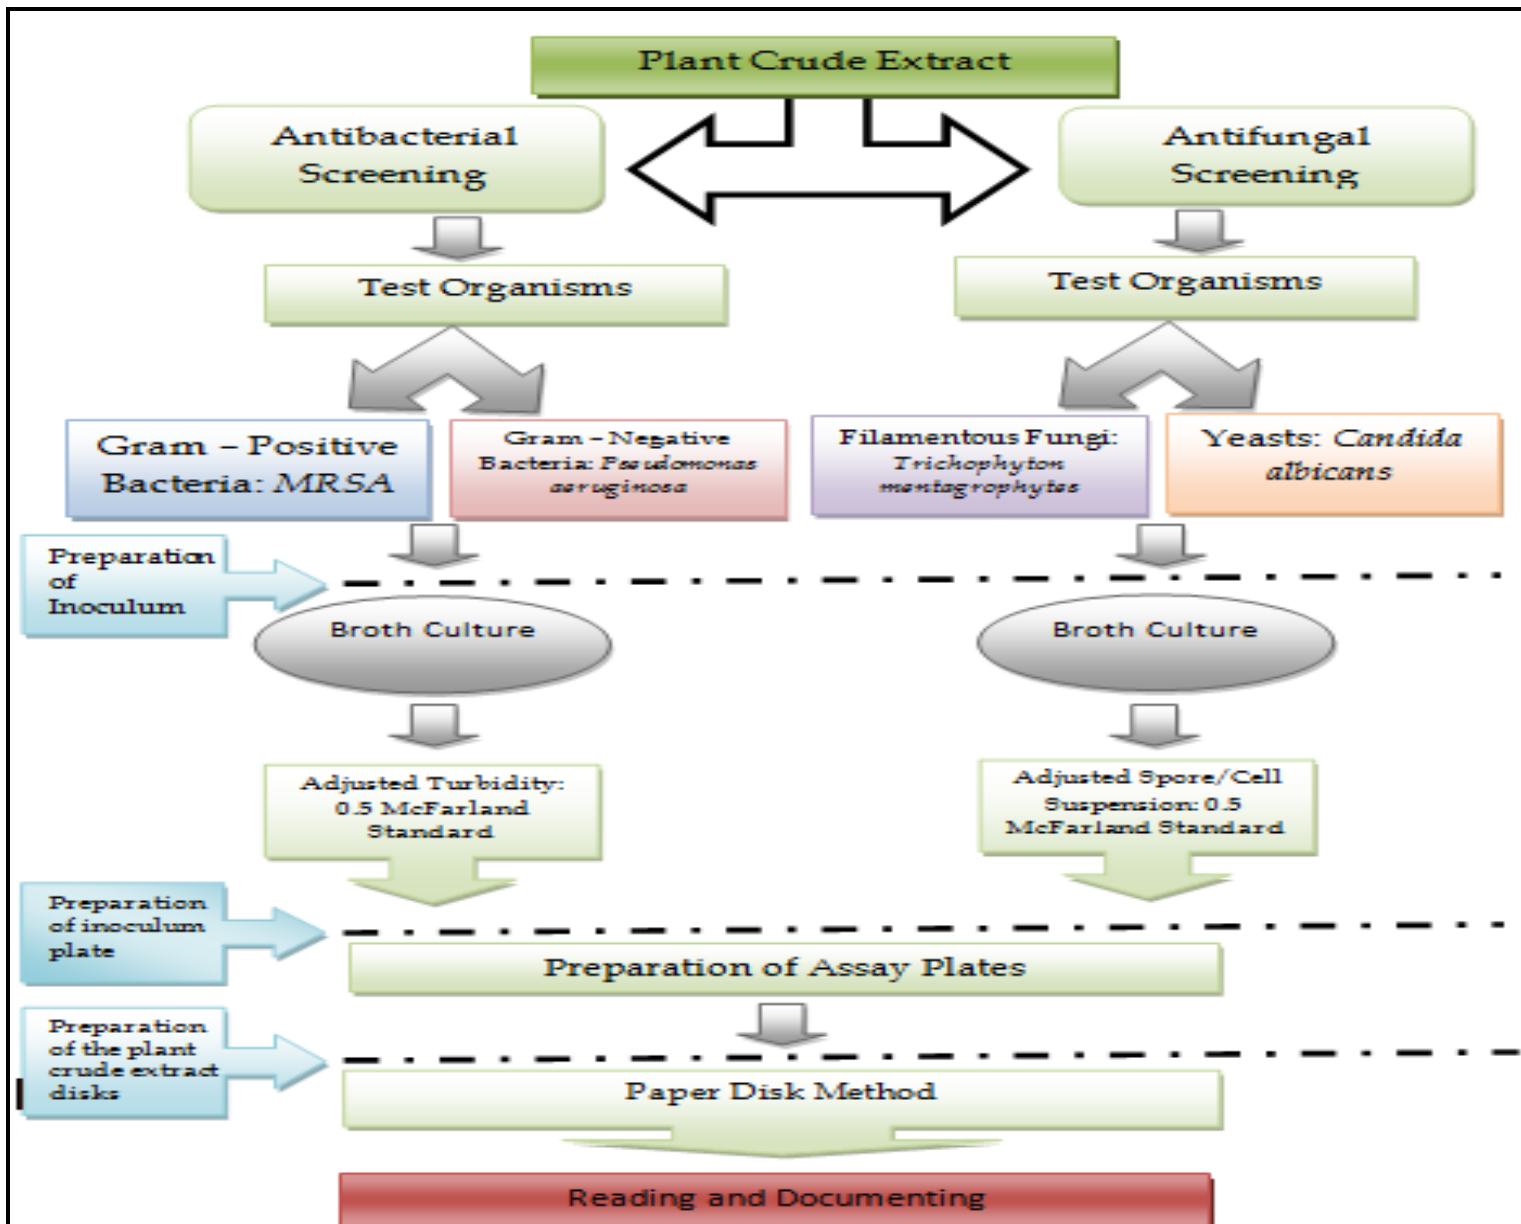 Plant Crude Extract
Antibacterial
Screening
Antifungal
Screening
Test Organisms
Test Organisms
Gram – Positive
Bacteria: MRSA
Gram – Negative
Bacteria: Pseudomonas
aeruginosa
Filamentous Fungi:
Trichophyton
mentagrophytes
Yeasts: Candida
albicans
Preparation
of
Inoculum
Broth Culture
Broth Culture
Adjusted Turbidity:
0.5 McFarland
Standard
Adjusted Spore/Cell
Suspension: 0.5
McFarland Standard
Preparation
of inoculum
plate
Preparation of Assay Plates
Preparation
of the plant
crude extract
disks
Paper Disk Method
Reading and Documenting